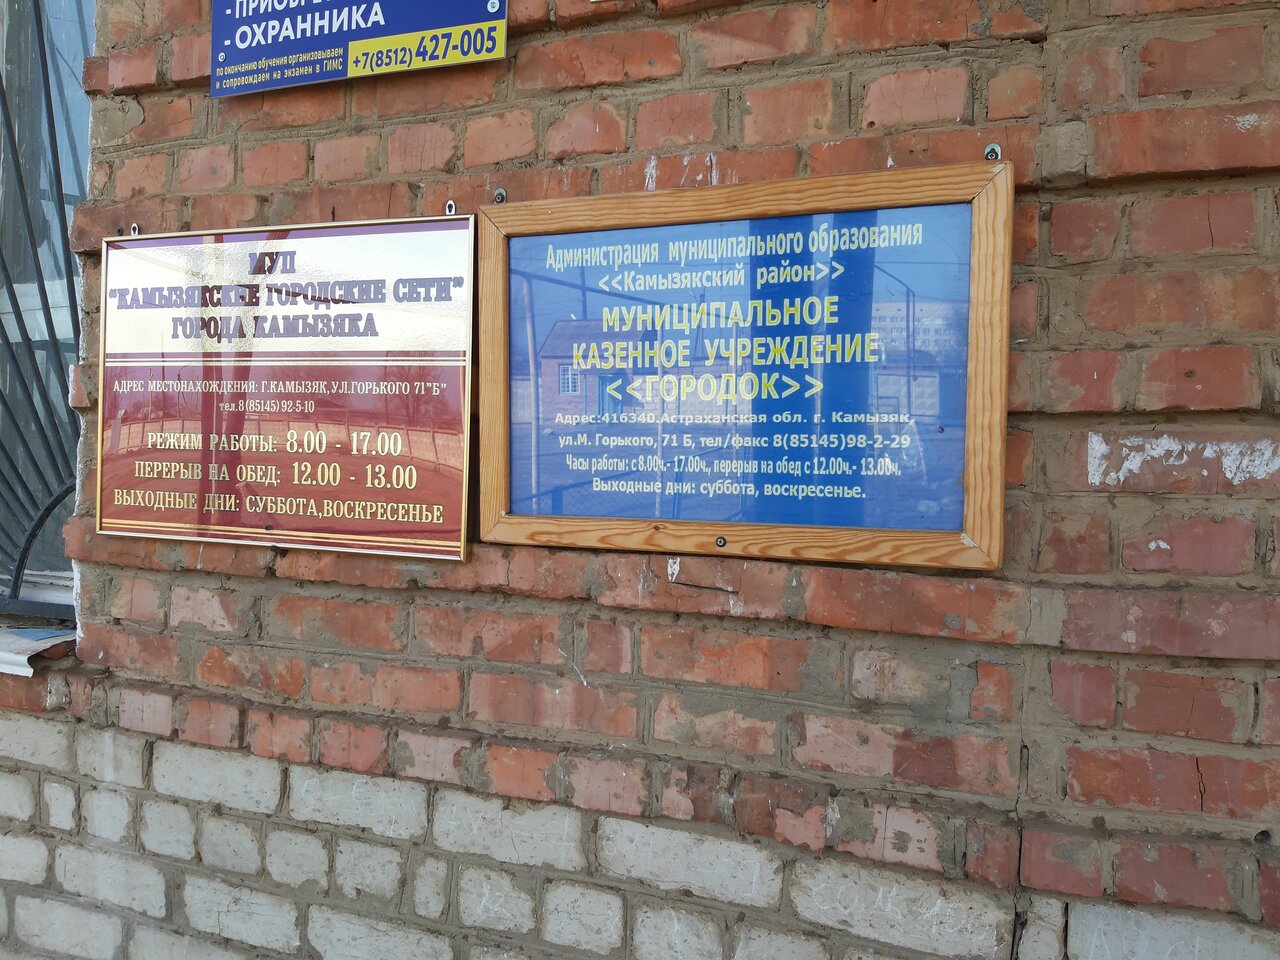 - ОХРАННИКА
по окончанию обучения организовываем
и сопровождаем на экзамен в ГИМС
+7(8512)427-005
МУП
"КАМЫЗЯКСКИЕ ГОРОДСКИЕ СЕТИ"
ГОРОДА КАМЫЗЯКА
АДРЕС МЕСТОНАХОЖДЕНИЯ: Г.КАМЫЗЯК,УЛ.ГОРЬКОГО 71"Б"
тел. 8 (85145) 92-5-10
РЕЖИМ РАБОТЫ: 8.00 - 17.00
ПЕРЕРЫВ НА ОБЕД: 12.00 - 13.00
ВЫХОДНЫЕ ДНИ: СУББОТА,ВОСКРЕСЕНЬЕ
Администрация муниципального образования
<<Камызякский район>>
МУНИЦИПАЛЬНОЕ
КАЗЕННОЕ УЧРЕЖДЕНИЕ
<<ГОРОДОК>>
Адрес:416340.Астраханская обл. г. Камызяк,
ул.М. Горького, 71 Б, тел/факс 8(85145)98-2-29
Часы работы: с 8.00ч.- 17.00ч., перерыв на обед с 12.00ч.- 13.00ч.
Выходные дни: суббота, воскресенье.